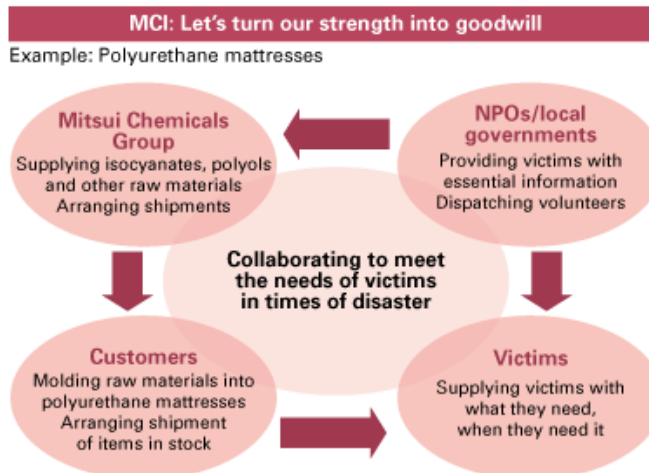 MCI: Let's turn our strength into goodwill
Example: Polyurethane mattresses
Mitsui Chemicals
Group
Supplying isocyanates, polyols
and other raw materials
Arranging shipments
NPOs/local
governments
Providing victims with
essential information
Dispatching volunteers
Collaborating to meet
the needs of victims
in times of disaster
Customers
Molding raw materials into
polyurethane mattresses
Arranging shipment
of items in stock
Victims
Supplying victims with
what they need,
when they need it